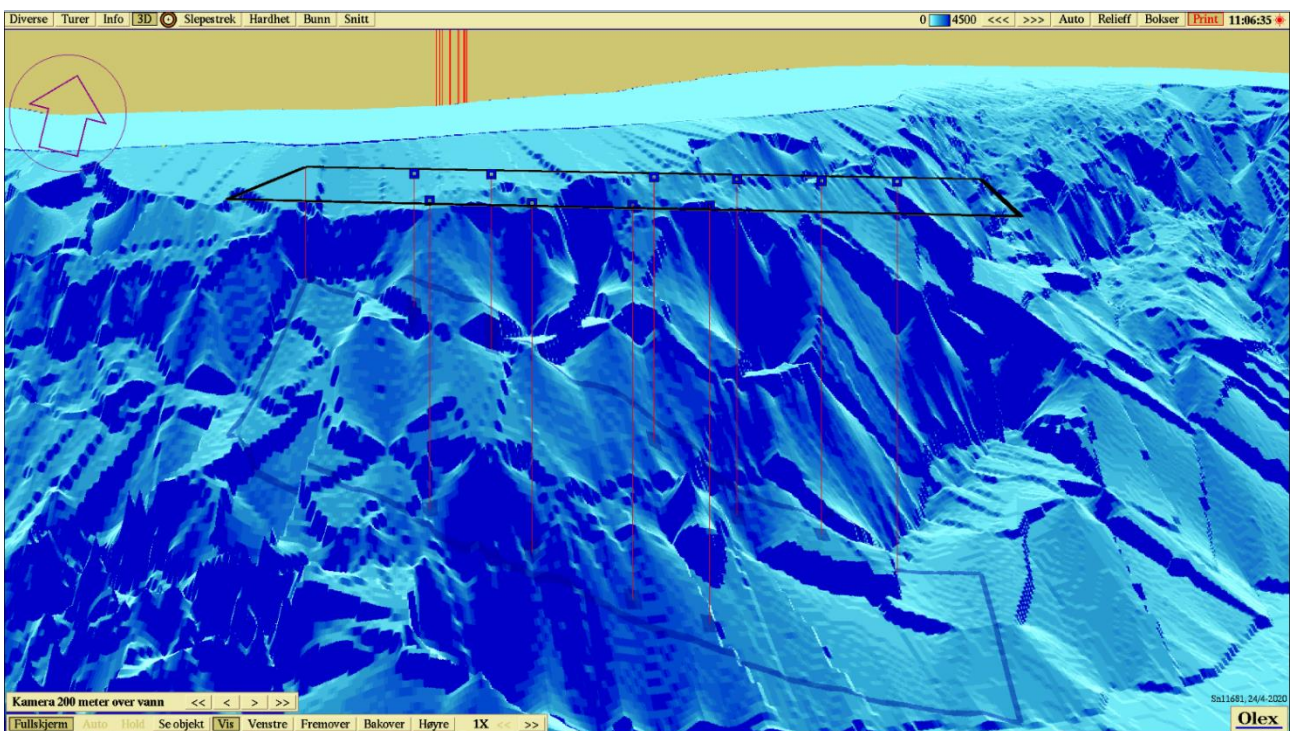 Diverse Turer Info 3D Slepestrek Hardhet Bunn Snitt 0 4500 <<< >>> Auto Relieff Bokser Print 11:06:35
Kamera 200 meter over vann << < > >>
Sn11681, 24/4-2020
Fullskjerm Auto Hold Se objekt Vis Venstre Fremover Bakover Høyre 1X << >>
Olex